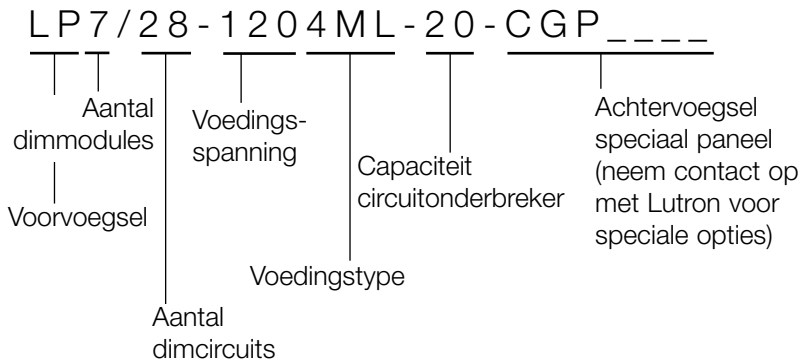 LP7/28-1204ML-20-CGP____
Aantal
dimmodules
Voorvoegsel
Voedings-
spanning
Capaciteit
circuitonderbreker
Achtervoegsel
speciaal paneel
(neem contact op
met Lutron voor
speciale opties)
Voedingstype
Aantal
dimcircuits